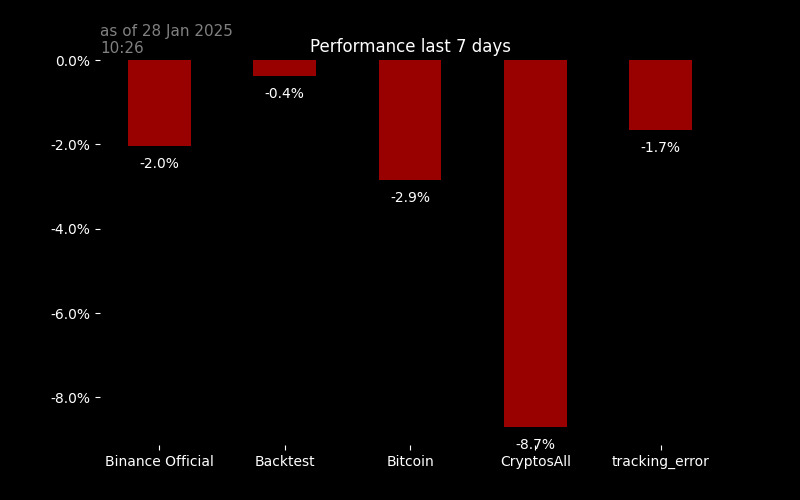 as of 28 Jan 2025
10:26
Performance last 7 days
0.0%
-2.0%
-4.0%
-6.0%
-8.0%
-2.0%
-0.4%
-2.9%
-8.7%
-1.7%
Binance Official
Backtest
Bitcoin
CryptosAll
tracking_error